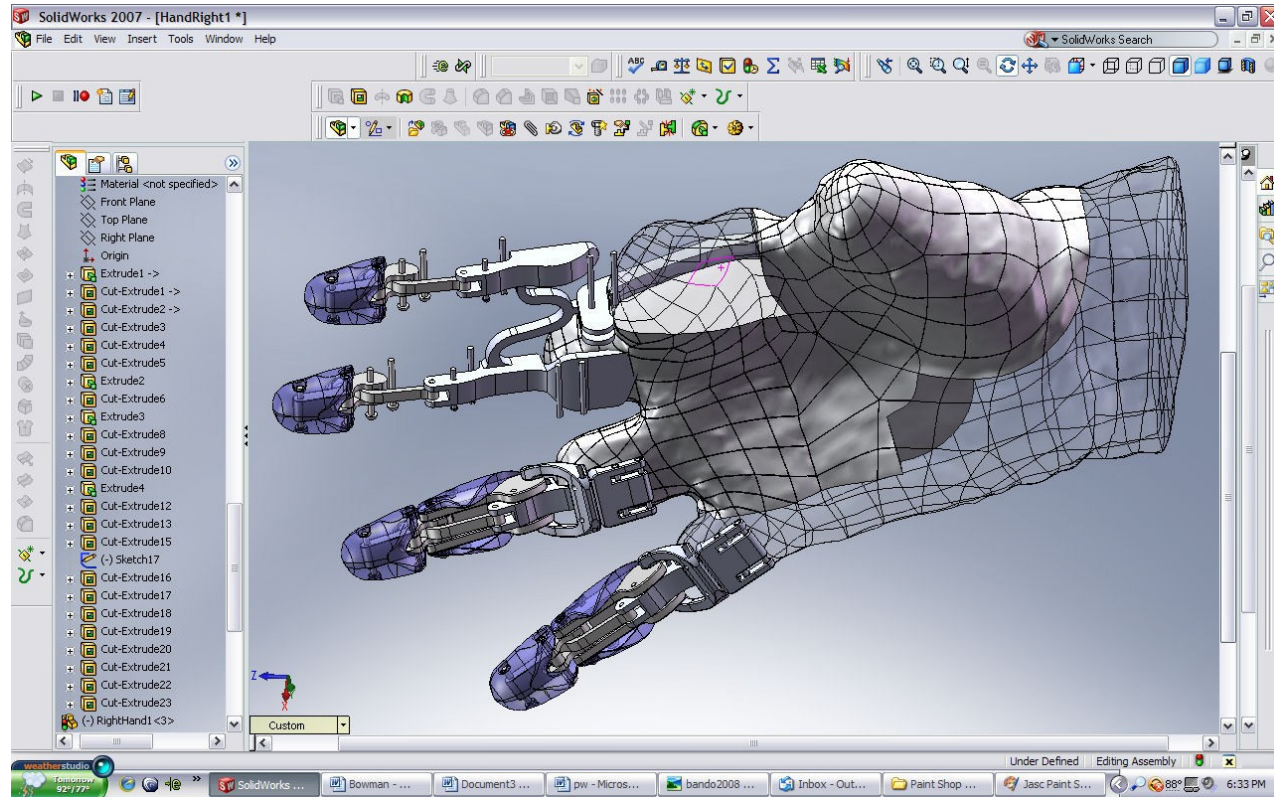 SolidWorks 2007 - [HandRight1 *]
File Edit View Insert Tools Window Help
SolidWorks Search
Material <not specified>
Front Plane
Top Plane
Right Plane
Origin
Extrude1 ->
Cut-Extrude1 ->
Cut-Extrude2 ->
Cut-Extrude3
Cut-Extrude4
Cut-Extrude5
Extrude2
Cut-Extrude6
Extrude3
Cut-Extrude8
Cut-Extrude9
Cut-Extrude10
Extrude4
Cut-Extrude12
Cut-Extrude13
Cut-Extrude15
(-) Sketch17
Cut-Extrude16
Cut-Extrude17
Cut-Extrude18
Cut-Extrude19
Cut-Extrude20
Cut-Extrude21
Cut-Extrude22
Cut-Extrude23
(-) RightHand1<3>
Z
X
Custom
Under Defined Editing Assembly
weatherstudio
Tomorrow
92°/77°
SolidWorks ... Bowman - ... Document3 ... pw - Micros... bando2008 ... Inbox - Out... Paint Shop ... Jasc Paint S... 88° 6:33 PM